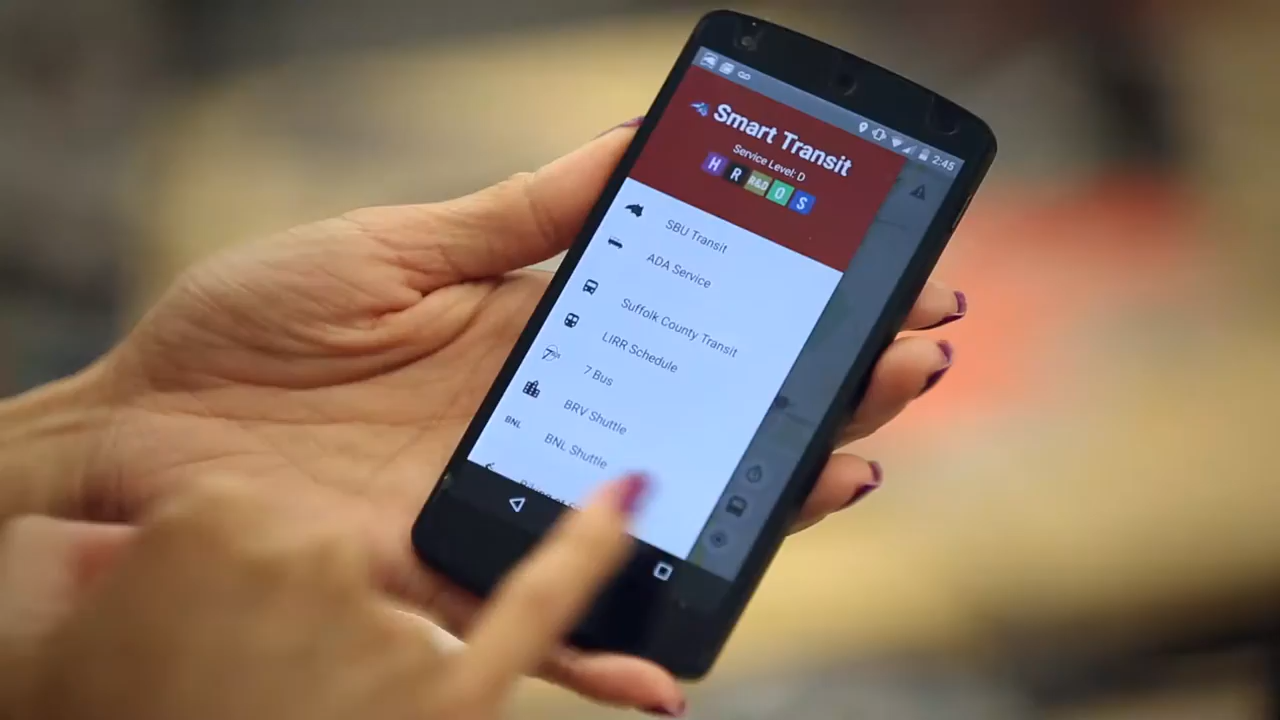 2:45
Smart Transit
Service Level: D
H R R&D O S
SBU Transit
ADA Service
Suffolk County Transit
LIRR Schedule
7 Bus
BRV Shuttle
BNL
BNL Shuttle